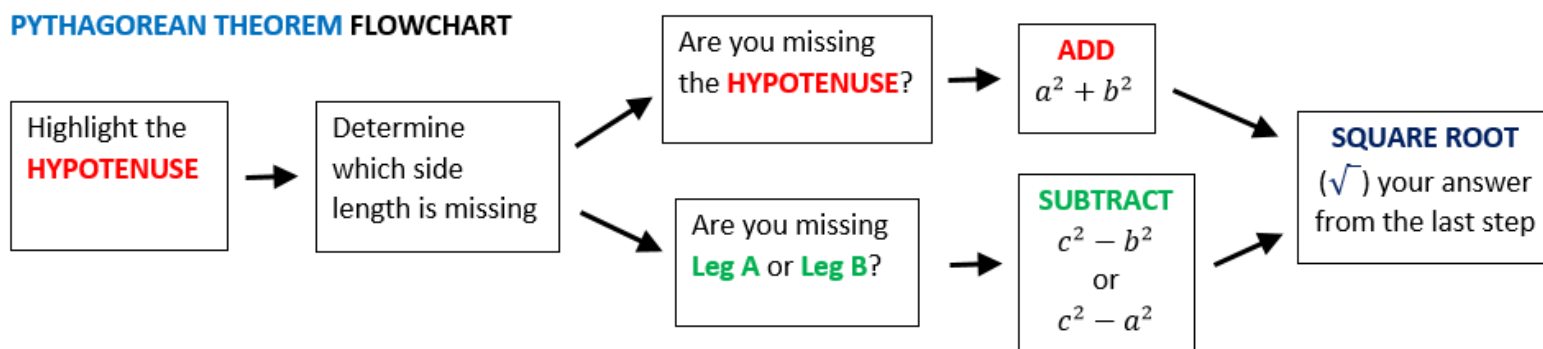 PYTHAGOREAN THEOREM FLOWCHART
Highlight the
HYPOTENUSE
Determine
which side
length is missing
Are you missing
the HYPOTENUSE?
ADD
a² + b²
Are you missing
Leg A or Leg B?
SUBTRACT
c² − b²
or
c² − a²
SQUARE ROOT
(√ ) your answer
from the last step